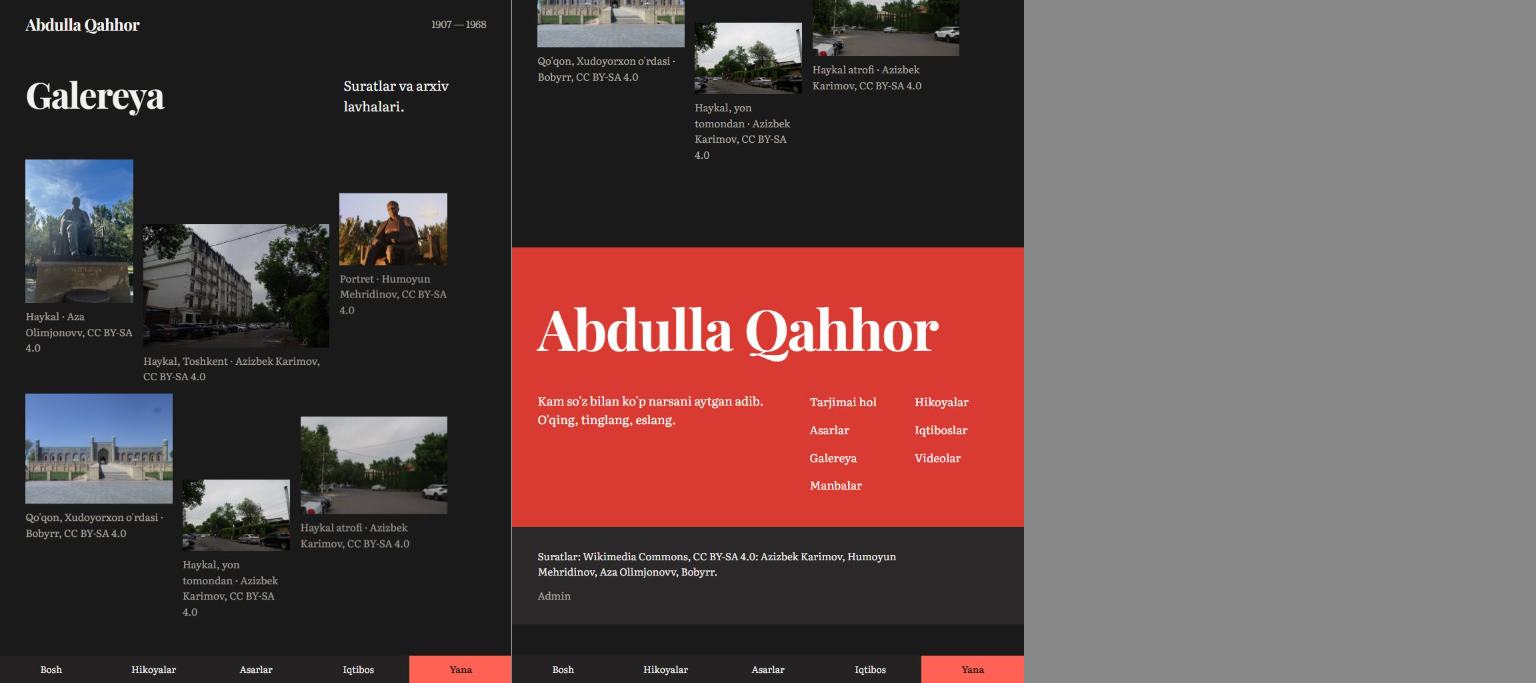 Abdulla Qahhor
1907 — 1968
Galereya
Suratlar va arxiv
lavhalari.
Haykal · Aza
Olimjonovv, CC BY-SA
4.0
Haykal, Toshkent · Azizbek Karimov,
CC BY-SA 4.0
Portret · Humoyun
Mehridinov, CC BY-SA
4.0
Qo'qon, Xudoyorxon o'rdasi ·
Bobyrr, CC BY-SA 4.0
Haykal, yon
tomondan · Azizbek
Karimov, CC BY-SA
4.0
Haykal atrofi · Azizbek
Karimov, CC BY-SA 4.0
Bosh
Hikoyalar
Asarlar
Iqtibos
Yana
Qo'qon, Xudoyorxon o'rdasi ·
Bobyrr, CC BY-SA 4.0
Haykal, yon
tomondan · Azizbek
Karimov, CC BY-SA
4.0
Haykal atrofi · Azizbek
Karimov, CC BY-SA 4.0
Abdulla Qahhor
Kam so'z bilan ko'p narsani aytgan adib.
O'qing, tinglang, eslang.
Tarjimai hol
Hikoyalar
Asarlar
Iqtiboslar
Galereya
Videolar
Manbalar
Suratlar: Wikimedia Commons, CC BY-SA 4.0: Azizbek Karimov, Humoyun
Mehridinov, Aza Olimjonovv, Bobyrr.
Admin
Bosh
Hikoyalar
Asarlar
Iqtibos
Yana